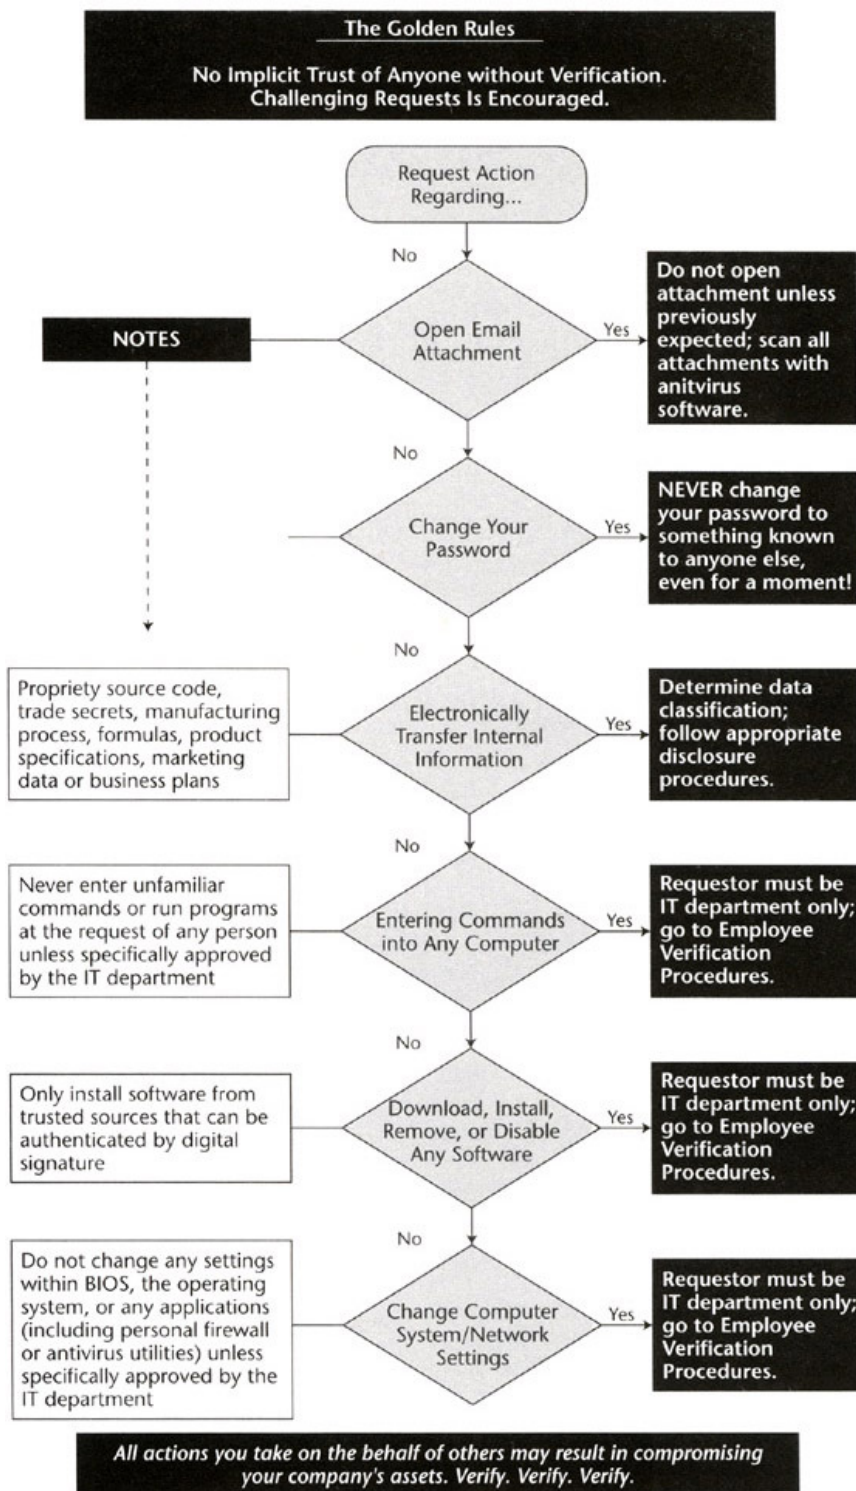 The Golden Rules
No Implicit Trust of Anyone without Verification.
Challenging Requests Is Encouraged.
Request Action
Regarding...
No
Open Email
Attachment
Yes
Do not open
attachment unless
previously
expected; scan all
attachments with
anitvirus
software.
NOTES
No
Change Your
Password
Yes
NEVER change
your password to
something known
to anyone else,
even for a moment!
No
Propriety source code,
trade secrets, manufacturing
process, formulas, product
specifications, marketing
data or business plans
Electronically
Transfer Internal
Information
Yes
Determine data
classification;
follow appropriate
disclosure
procedures.
No
Never enter unfamiliar
commands or run programs
at the request of any person
unless specifically approved
by the IT department
Entering Commands
into Any Computer
Yes
Requestor must be
IT department only;
go to Employee
Verification
Procedures.
No
Only install software from
trusted sources that can be
authenticated by digital
signature
Download, Install,
Remove, or Disable
Any Software
Yes
Requestor must be
IT department only;
go to Employee
Verification
Procedures.
No
Do not change any settings
within BIOS, the operating
system, or any applications
(including personal firewall
or antivirus utilities) unless
specifically approved by the
IT department
Change Computer
System/Network
Settings
Yes
Requestor must be
IT department only;
go to Employee
Verification
Procedures.
All actions you take on the behalf of others may result in compromising
your company's assets. Verify. Verify. Verify.